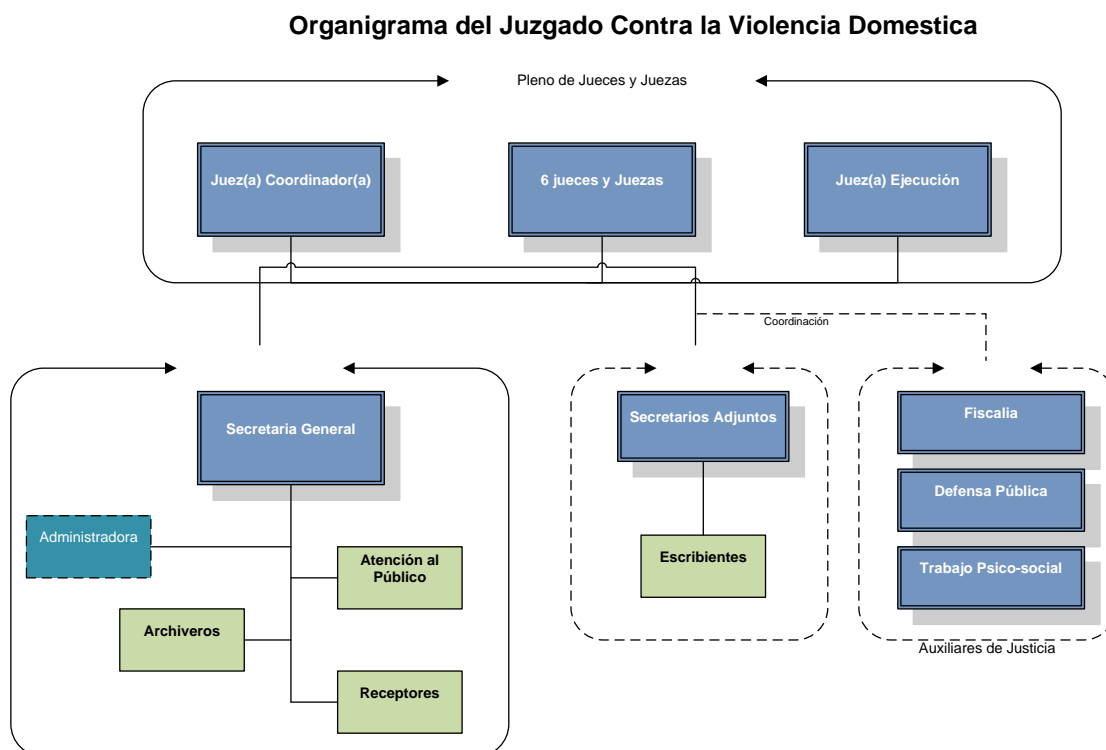 Organigrama del Juzgado Contra la Violencia Domestica
Pleno de Jueces y Juezas
Juez(a) Coordinador(a)
6 jueces y Juezas
Juez(a) Ejecución
Coordinación
Secretaria General
Secretarios Adjuntos
Fiscalía
Defensa Pública
Administradora
Atención al
Público
Escribientes
Trabajo Psico-social
Archiveros
Auxiliares de Justicia
Receptores